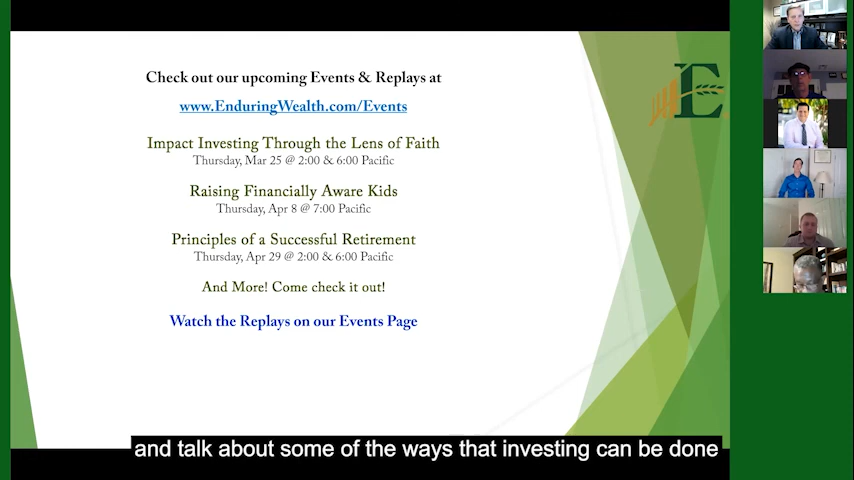 Check out our upcoming Events & Replays at
www.EnduringWealth.com/Events
Impact Investing Through the Lens of Faith
Thursday, Mar 25 @ 2:00 & 6:00 Pacific
Raising Financially Aware Kids
Thursday, Apr 8 @ 7:00 Pacific
Principles of a Successful Retirement
Thursday, Apr 29 @ 2:00 & 6:00 Pacific
And More! Come check it out!
Watch the Replays on our Events Page
E
and talk about some of the ways that investing can be done